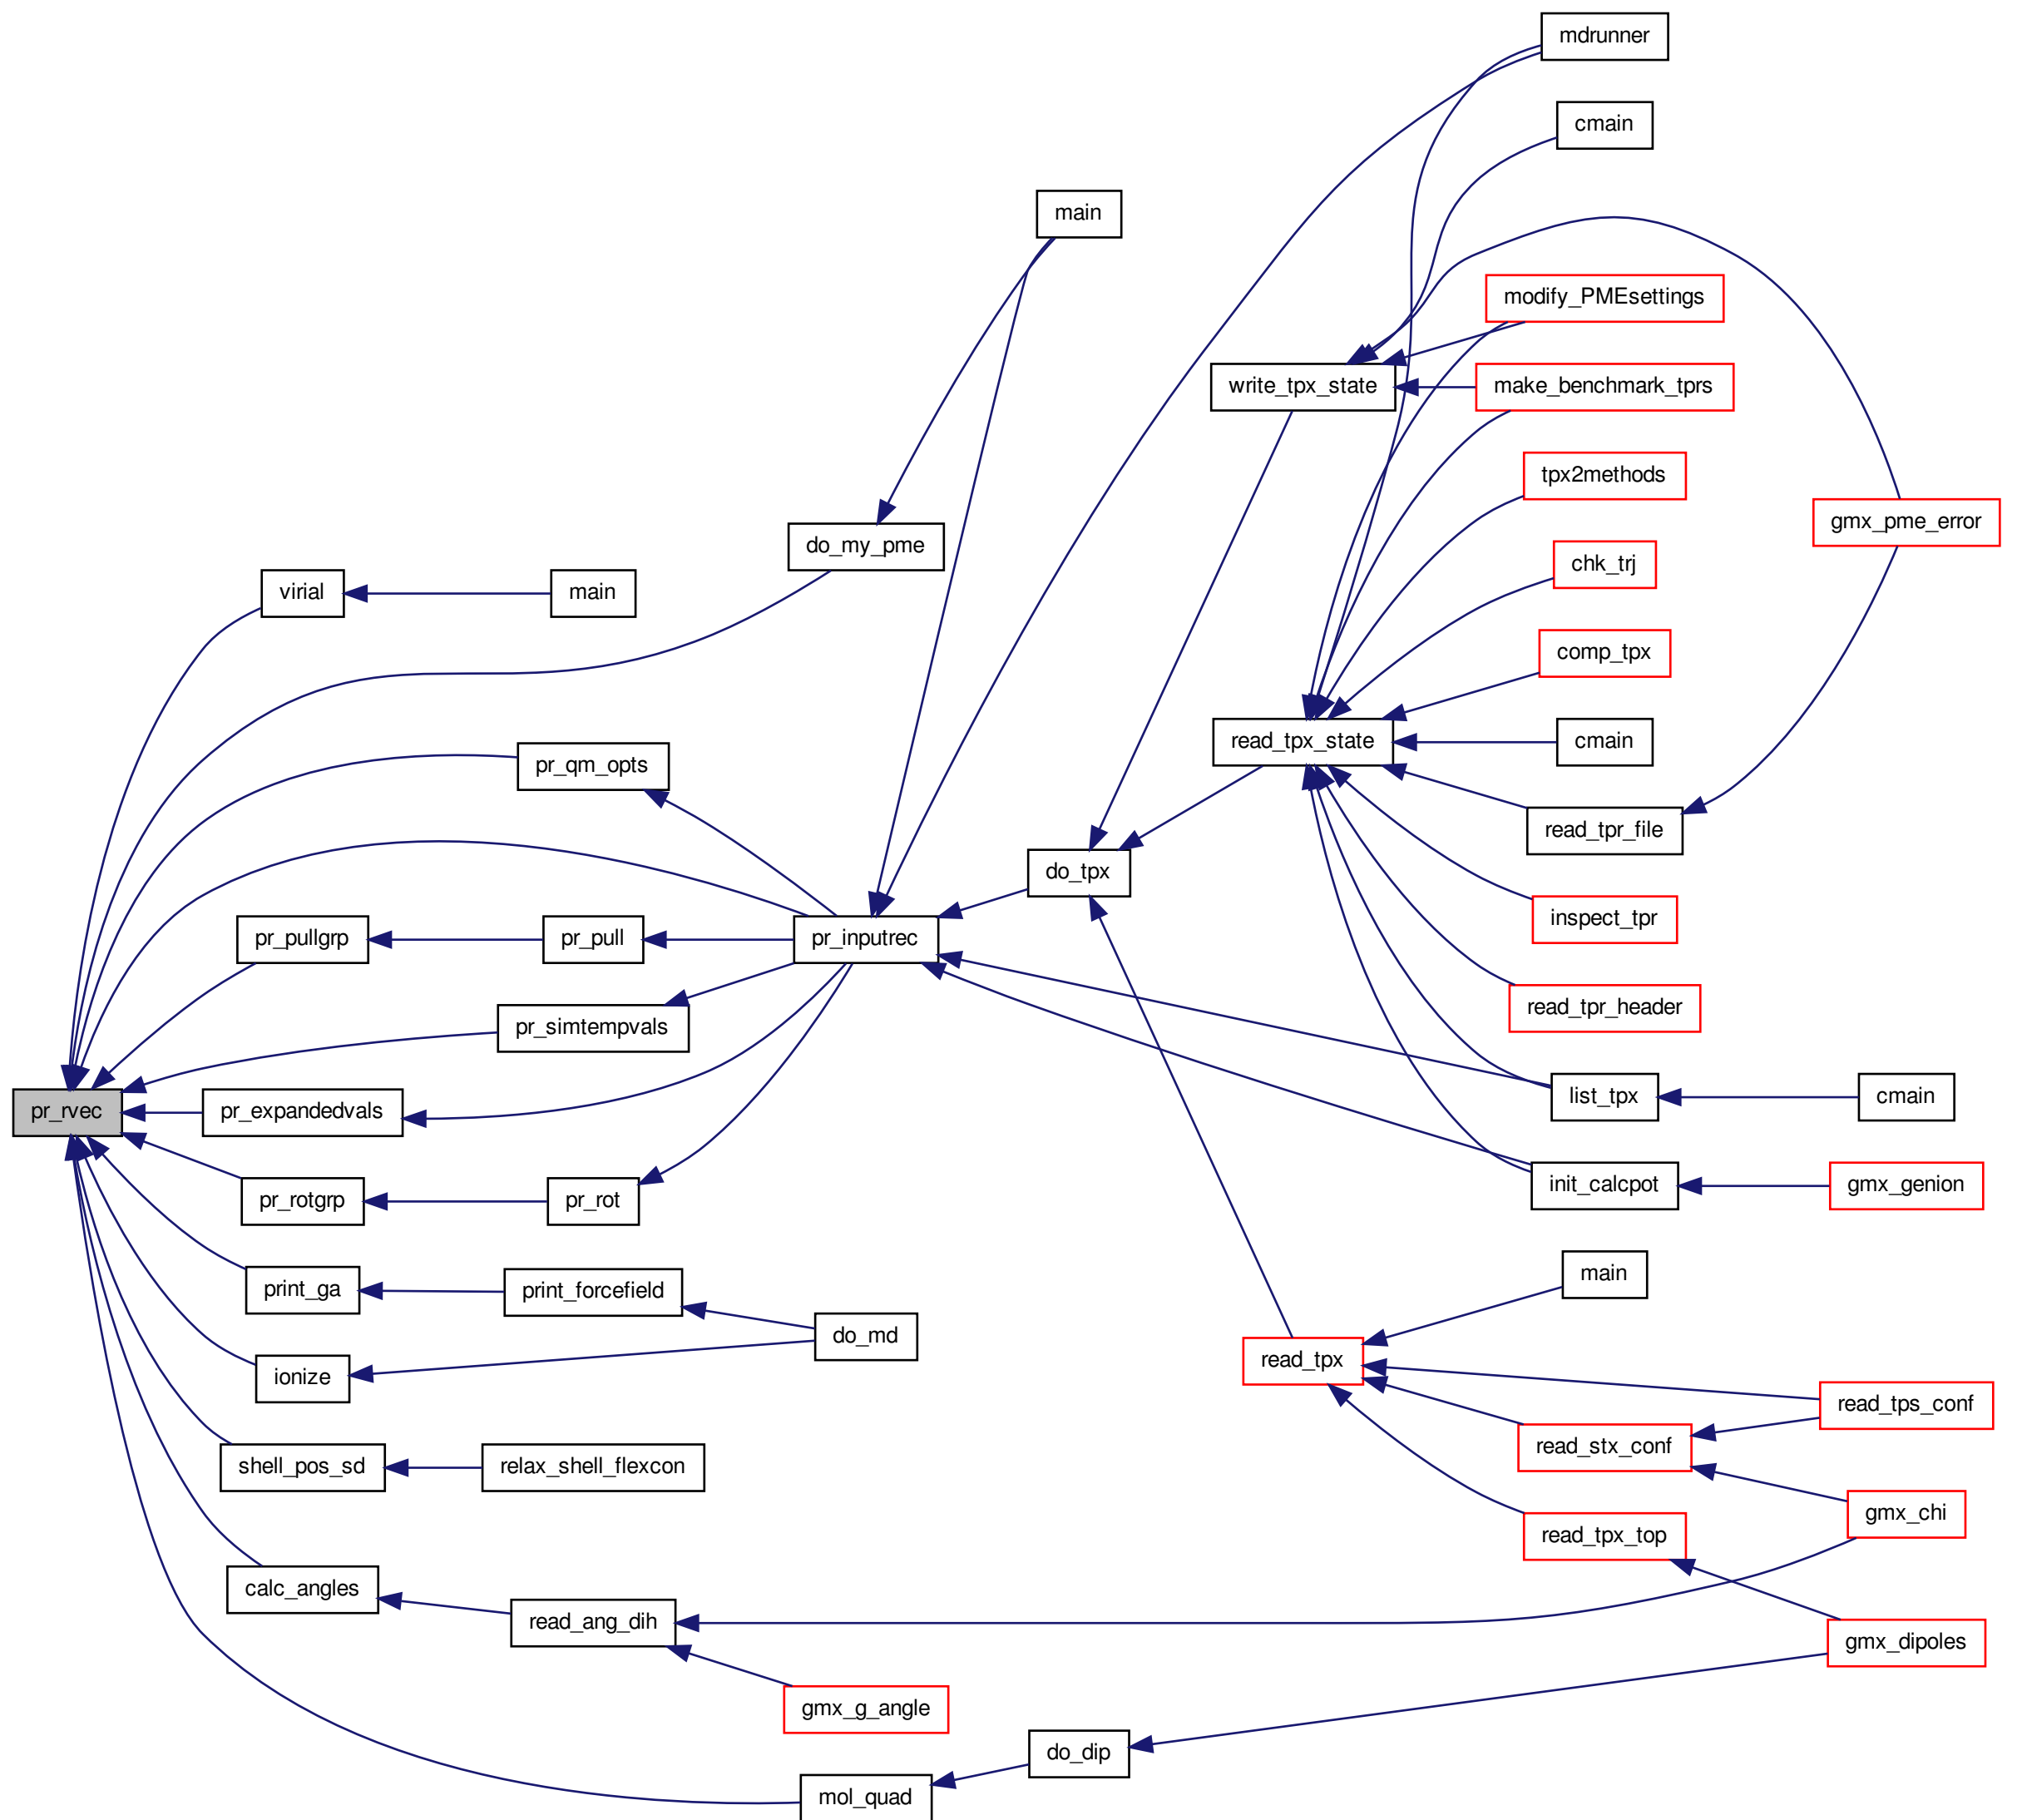 mdrunner
cmain
main
modify_PMEsettings
write_tpx_state
make_benchmark_tprs
tpx2methods
gmx_pme_error
do_my_pme
chk_trj
virial
main
comp_tpx
read_tpx_state
cmain
pr_qm_opts
read_tpr_file
do_tpx
inspect_tpr
pr_pullgrp
pr_pull
pr_inputrec
read_tpr_header
pr_simtempvals
list_tpx
cmain
pr_rvec
pr_expandedvals
init_calcpot
gmx_genion
pr_rotgrp
pr_rot
main
print_ga
print_forcefield
do_md
read_tpx
ionize
read_tps_conf
read_stx_conf
shell_pos_sd
relax_shell_flexcon
gmx_chi
read_tpx_top
calc_angles
read_ang_dih
gmx_dipoles
gmx_g_angle
do_dip
mol_quad